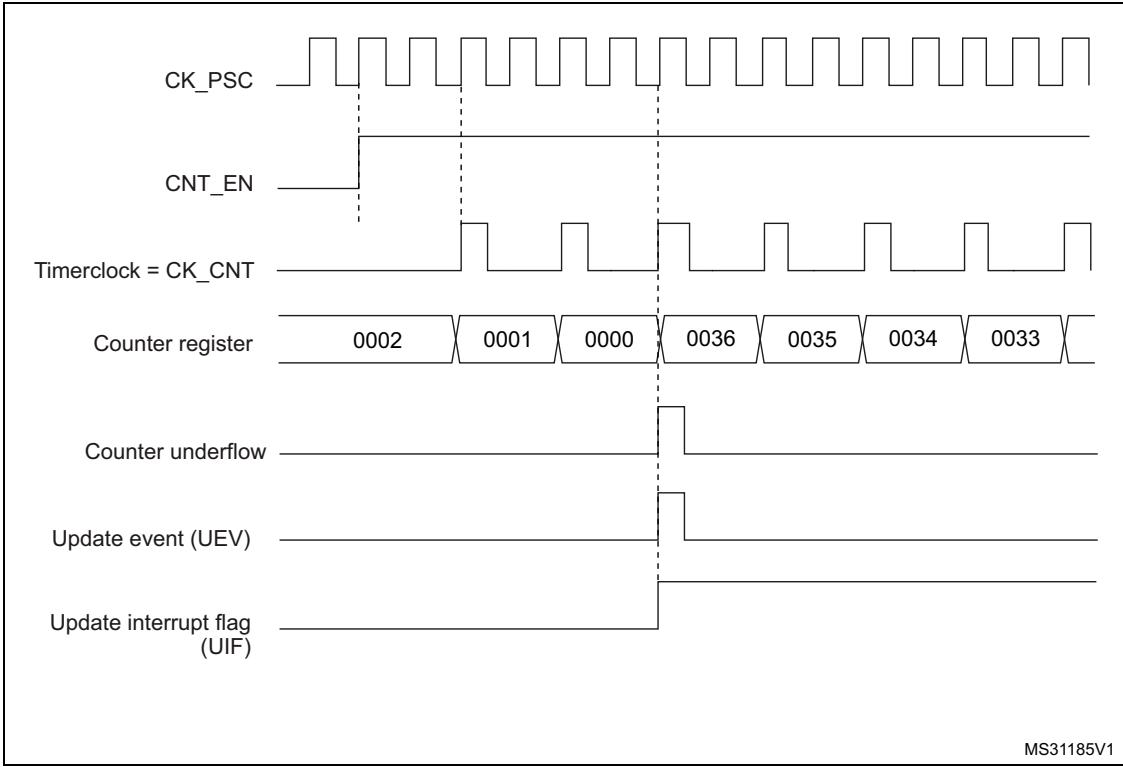 CK_PSC
CNT_EN
Timerclock = CK_CNT
Counter register
0002 0001 0000 0036 0035 0034 0033
Counter underflow
Update event (UEV)
Update interrupt flag
(UIF)
MS31185V1